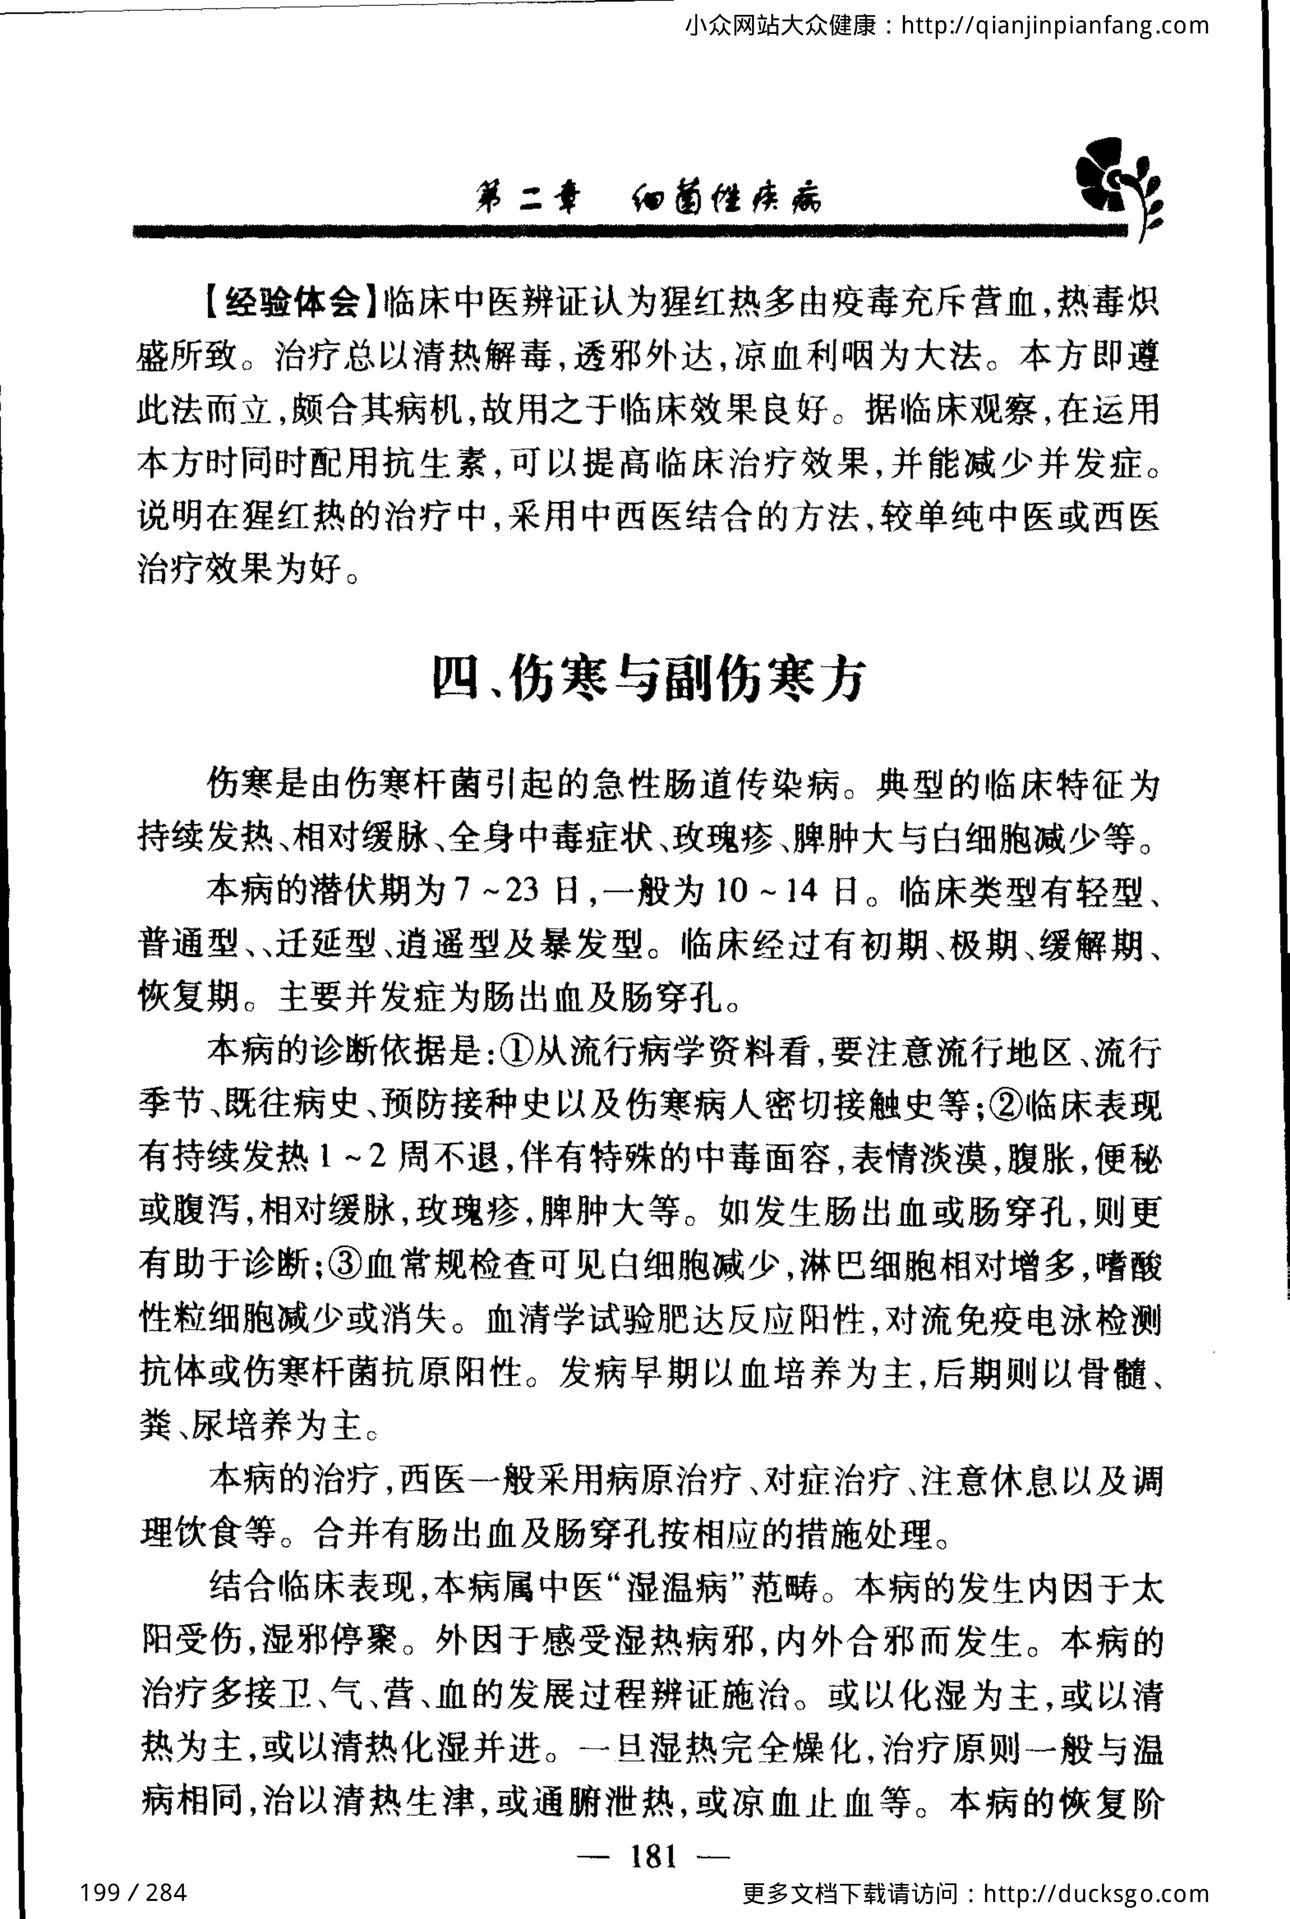 小众网站大众健康：http://qianjinpianfang.com
第二章 细菌性疾病
【经验体会】临床中医辨证认为猩红热多由疫毒充斥营血，热毒炽
盛所致。治疗总以清热解毒，透邪外达，凉血利咽为大法。本方即遵
此法而立，颇合其病机，故用之于临床效果良好。据临床观察，在运用
本方时同时配用抗生素，可以提高临床治疗效果，并能减少并发症。
说明在猩红热的治疗中，采用中西医结合的方法，较单纯中医或西医
治疗效果为好。
四、伤寒与副伤寒方
伤寒是由伤寒杆菌引起的急性肠道传染病。典型的临床特征为
持续发热、相对缓脉、全身中毒症状、玫瑰疹、脾肿大与白细胞减少等。
本病的潜伏期为7～23日，一般为10～14日。临床类型有轻型、
普通型、、迁延型、逍遥型及暴发型。临床经过有初期、极期、缓解期、
恢复期。主要并发症为肠出血及肠穿孔。
本病的诊断依据是：①从流行病学资料看，要注意流行地区、流行
季节、既往病史、预防接种史以及伤寒病人密切接触史等；②临床表现
有持续发热1～2周不退，伴有特殊的中毒面容，表情淡漠，腹胀，便秘
或腹泻，相对缓脉，玫瑰疹，脾肿大等。如发生肠出血或肠穿孔，则更
有助于诊断；③血常规检查可见白细胞减少，淋巴细胞相对增多，嗜酸
性粒细胞减少或消失。血清学试验肥达反应阳性，对流免疫电泳检测
抗体或伤寒杆菌抗原阳性。发病早期以血培养为主，后期则以骨髓、
粪、尿培养为主。
本病的治疗，西医一般采用病原治疗、对症治疗、注意休息以及调
理饮食等。合并有肠出血及肠穿孔按相应的措施处理。
结合临床表现，本病属中医“湿温病”范畴。本病的发生内因于太
阳受伤，湿邪停聚。外因于感受湿热病邪，内外合邪而发生。本病的
治疗多接卫、气、营、血的发展过程辨证施治。或以化湿为主，或以清
热为主，或以清热化湿并进。一旦湿热完全燥化，治疗原则一般与温
病相同，治以清热生津，或通腑泄热，或凉血止血等。本病的恢复阶
— 181 —
199 / 284
更多文档下载请访问：http://ducksgo.com